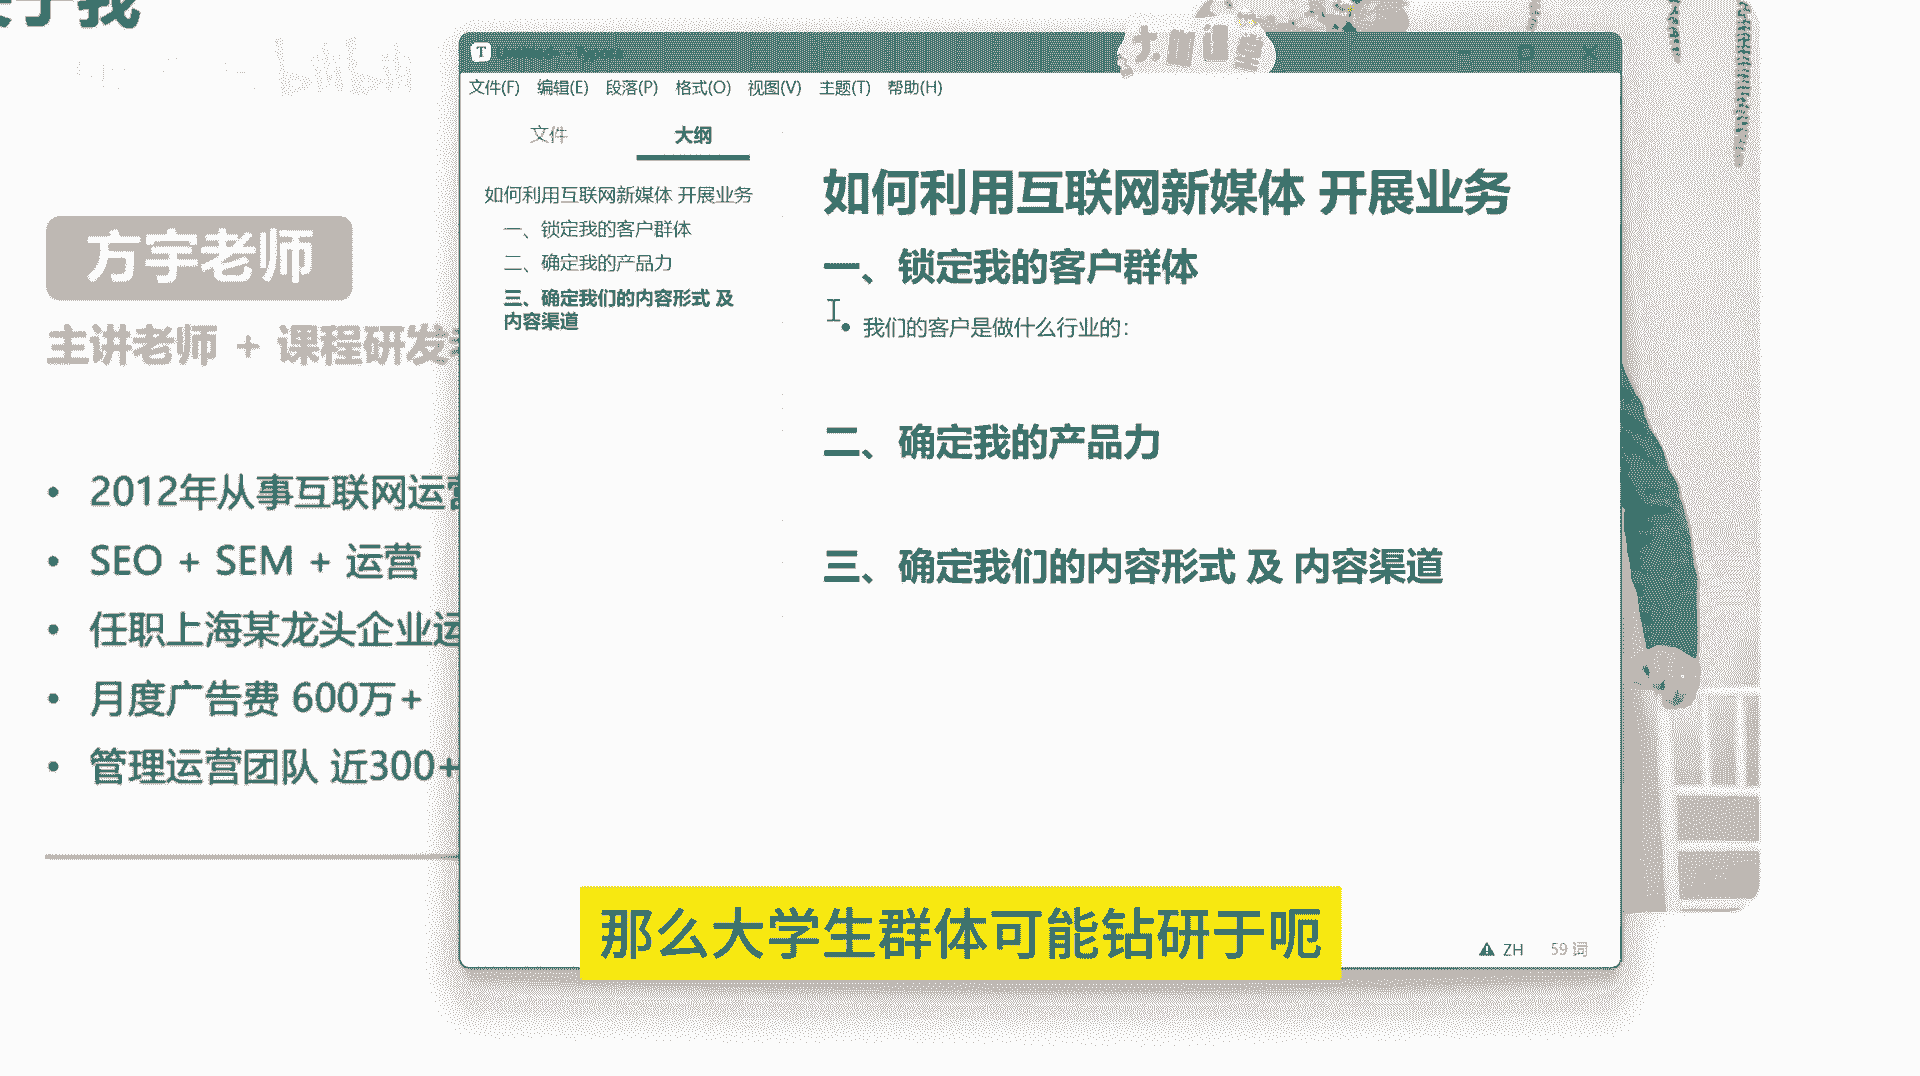 bilibili
大鹏课堂
方宇老师
主讲老师 + 课程研发
2012年从事互联网运营
SEO + SEM + 运营
任职上海某龙头企业运
月度广告费 600万+
管理运营团队 近300+
文件(F) 编辑(E) 段落(P) 格式(O) 视图(V) 主题(T) 帮助(H)
文件 大纲
如何利用互联网新媒体 开展业务
一、锁定我的客户群体
二、确定我的产品力
三、确定我们的内容形式 及
内容渠道
如何利用互联网新媒体 开展业务
一、锁定我的客户群体
我们的客户是做什么行业的：
二、确定我的产品力
三、确定我们的内容形式 及 内容渠道
ZH 59 词
那么大学生群体可能钻研于呃